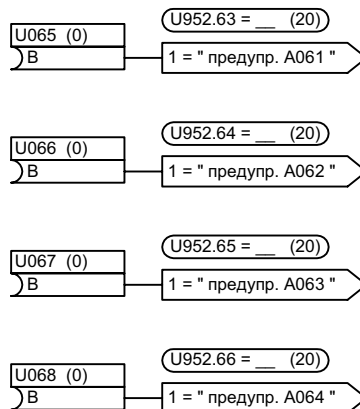 U952.63 = __ (20)
U065 (0)
B
1 = " предупр. A061 "
U952.64 = __ (20)
U066 (0)
B
1 = " предупр. A062 "
U952.65 = __ (20)
U067 (0)
B
1 = " предупр. A063 "
U952.66 = __ (20)
U068 (0)
B
1 = " предупр. A064 "